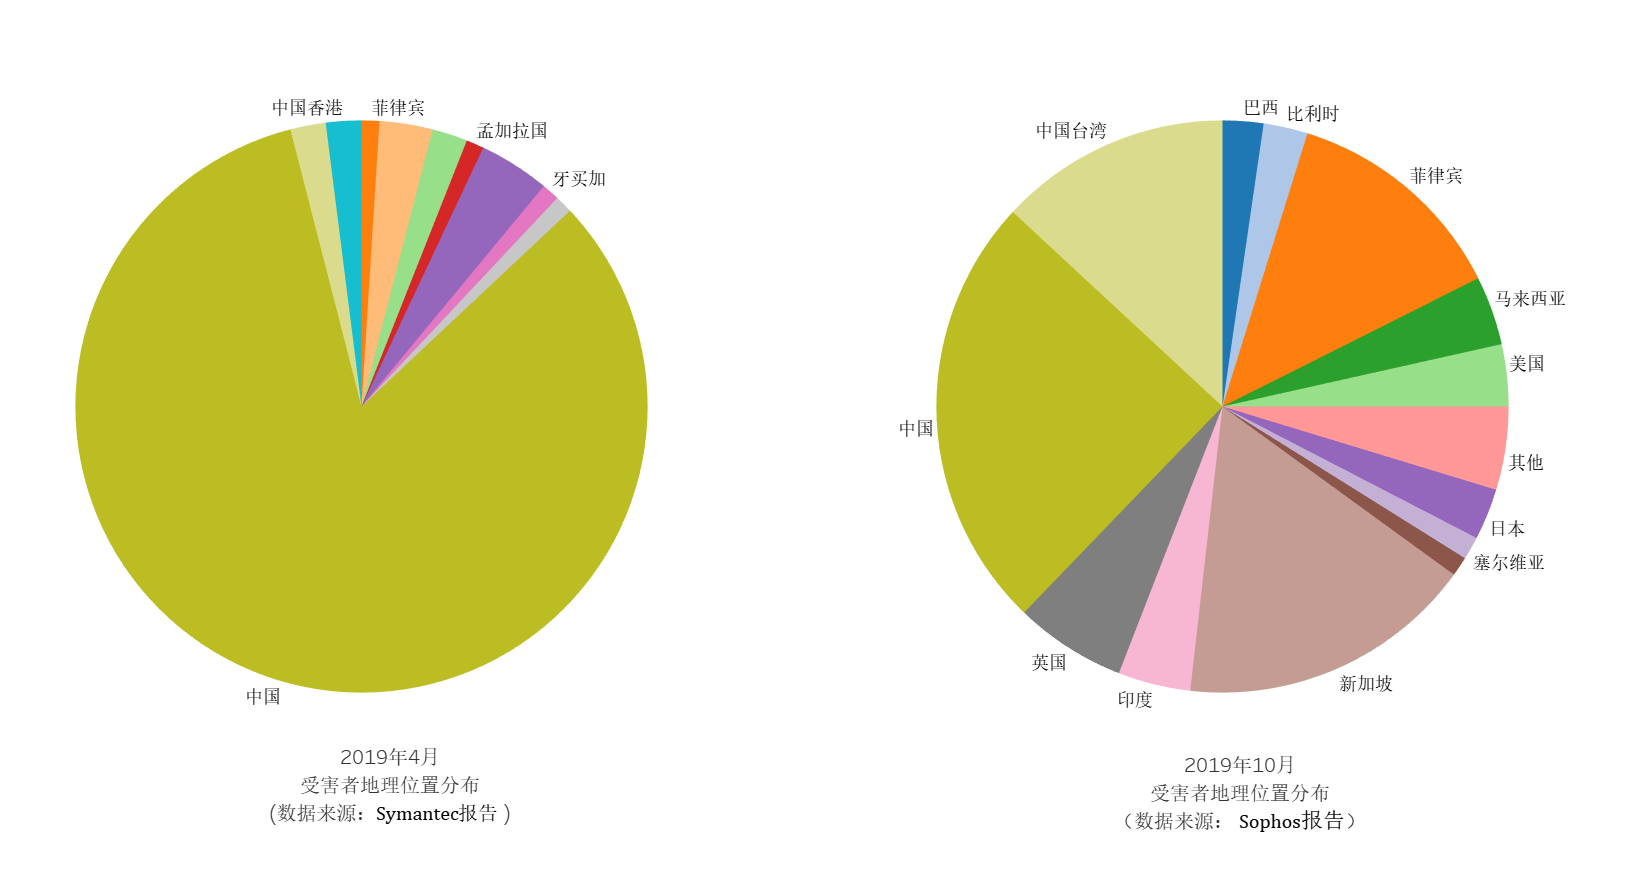 中国香港
菲律宾
孟加拉国
牙买加
中国
2019年4月
受害者地理位置分布
(数据来源：Symantec报告 )
巴西
比利时
中国台湾
菲律宾
马来西亚
美国
中国
其他
日本
塞尔维亚
英国
新加坡
印度
2019年10月
受害者地理位置分布
（数据来源： Sophos报告）